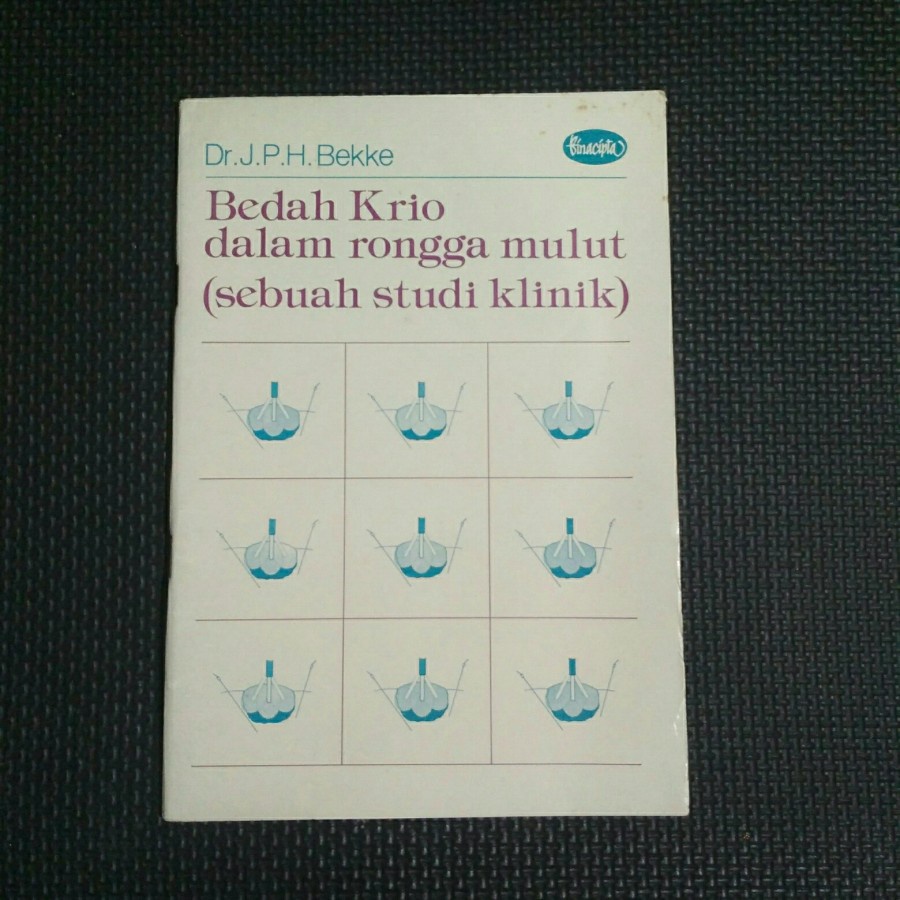 Dr.J.P.H. Bekke
Binacipta
Bedah Krio
dalam rongga mulut
(sebuah studi klinik)